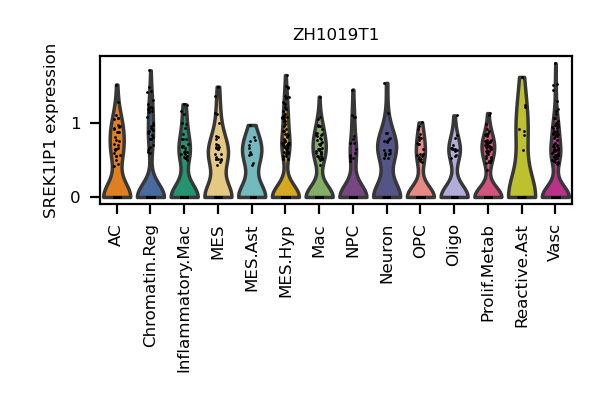 ZH1019T1
SREK1IP1 expression
1
0
AC
Chromatin.Reg
Inflammatory.Mac
MES
MES.Ast
MES.Hyp
Mac
NPC
Neuron
OPC
Oligo
Prolif.Metab
Reactive.Ast
Vasc